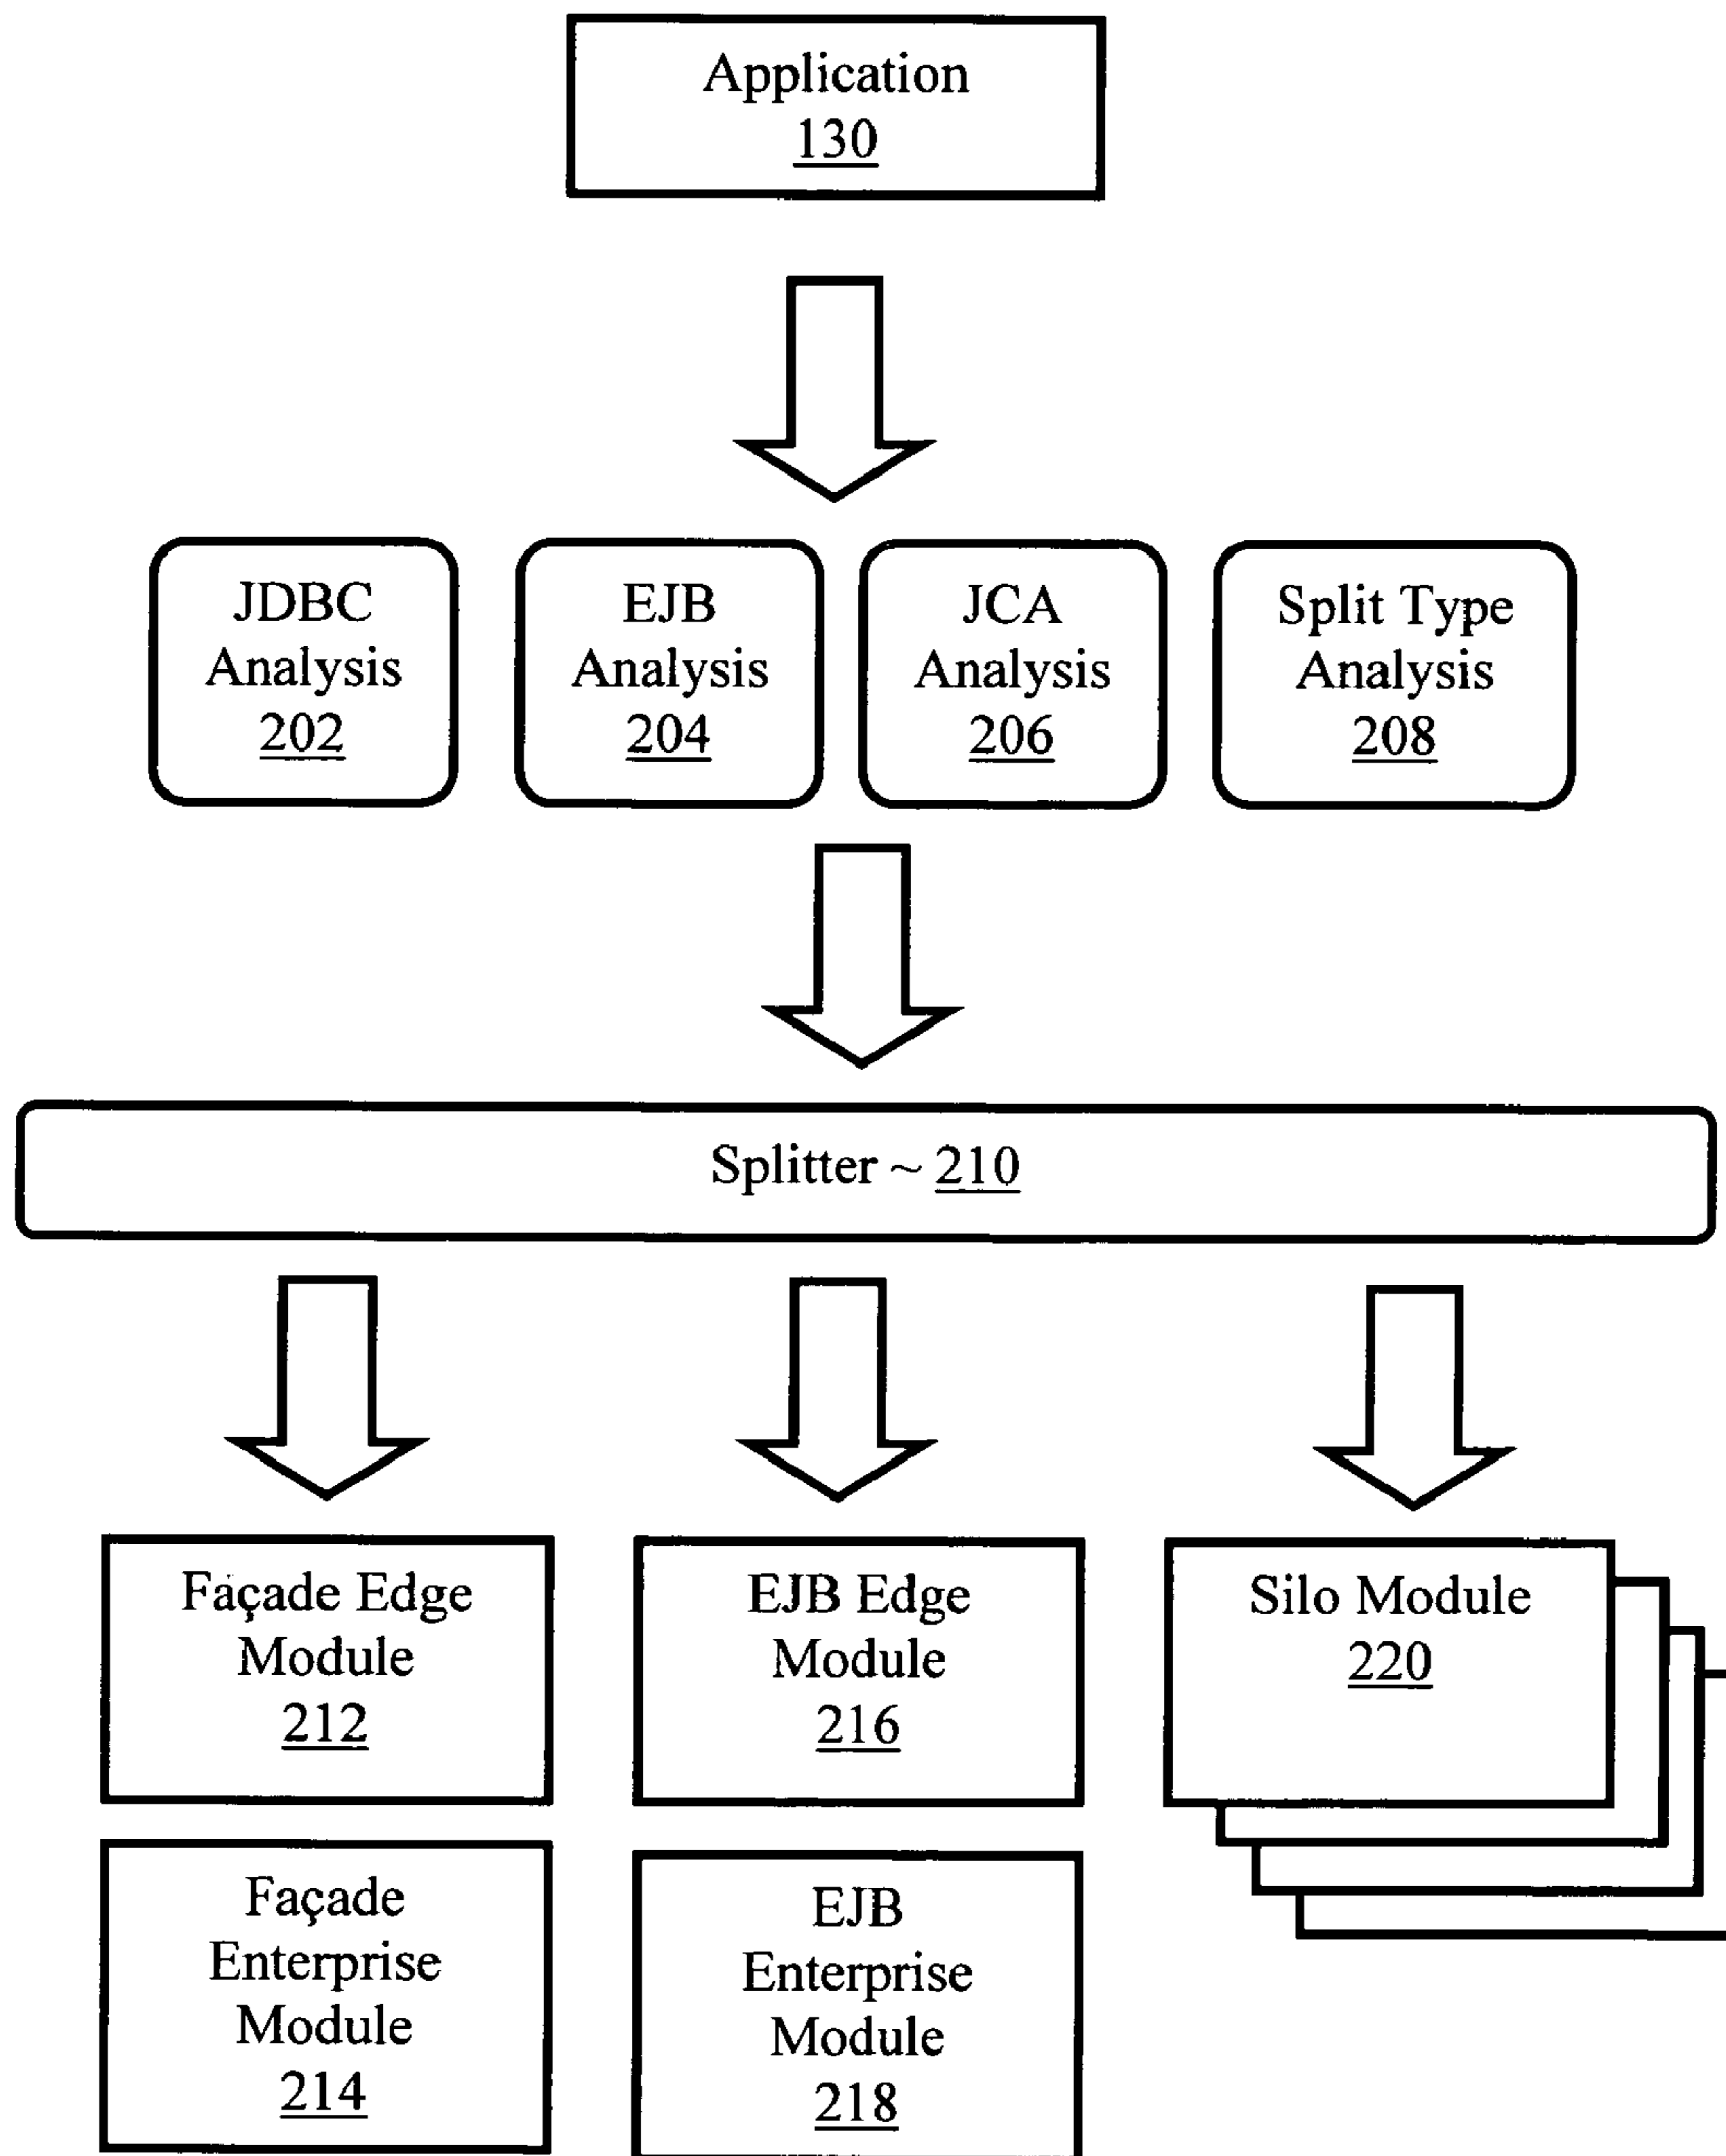 Application
130
JDBC
Analysis
202
EJB
Analysis
204
JCA
Analysis
206
Split Type
Analysis
208
Splitter ~ 210
Façade Edge
Module
212
EJB Edge
Module
216
Silo Module
220
Façade
Enterprise
Module
214
EJB
Enterprise
Module
218